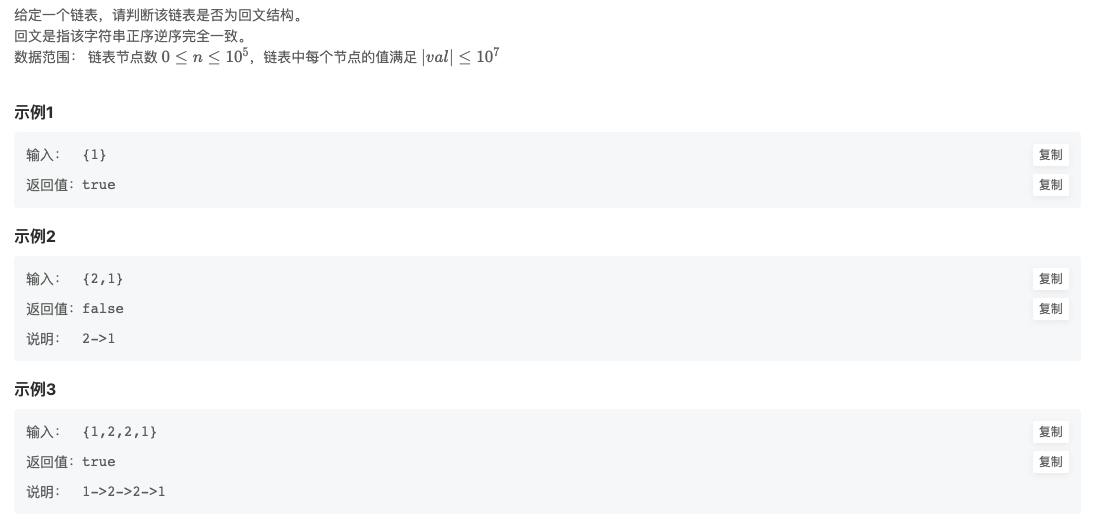 给定一个链表，请判断该链表是否为回文结构。
回文是指该字符串正序逆序完全一致。
数据范围： 链表节点数 0 ≤ n ≤ 10^5，链表中每个节点的值满足 |val| ≤ 10^7
示例1
输入： {1} 复制
返回值：true 复制
示例2
输入： {2,1} 复制
返回值：false 复制
说明： 2->1
示例3
输入： {1,2,2,1} 复制
返回值：true 复制
说明： 1->2->2->1